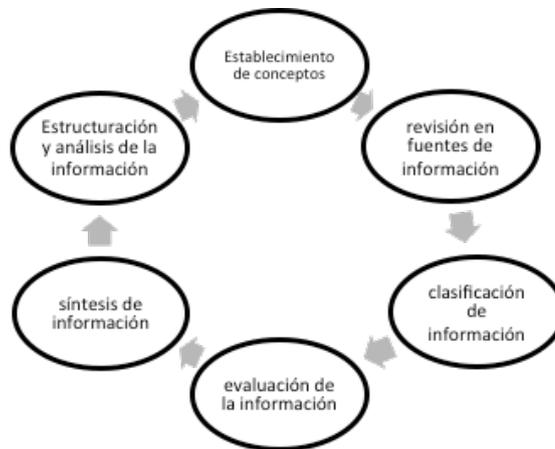 Establecimiento
de conceptos
revisión en
fuentes de
información
clasificación
de
información
evaluación de
la información
síntesis de
información
Estructuración
y análisis de la
información